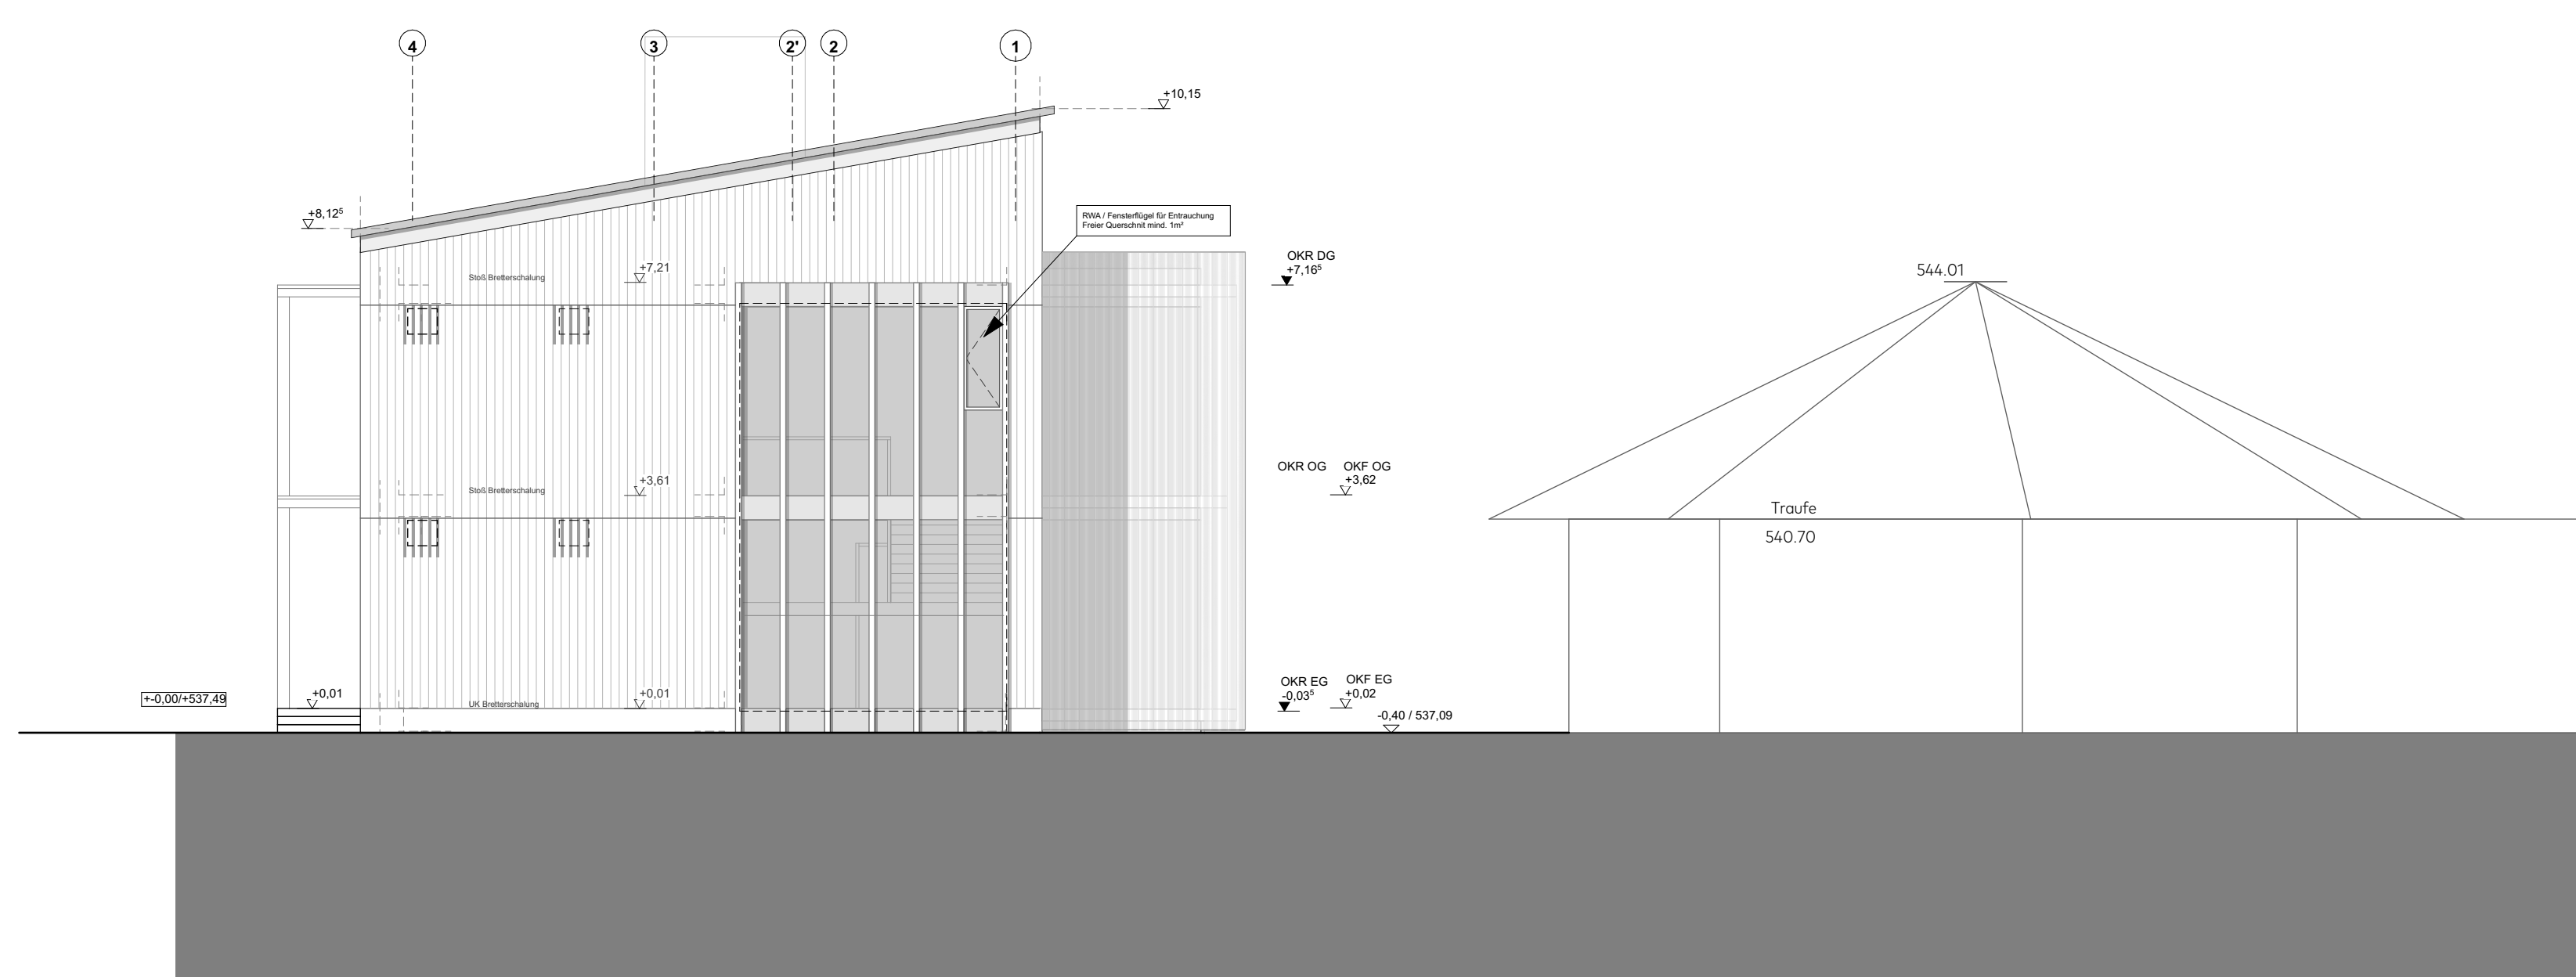 4
3
2'
2
1
+10,15
+8,12⁵
RWA / Fensterflügel für Entrauchung
Freier Querschnit mind. 1m²
OKR DG
+7,16⁵
+7,21
Stoß Bretterschalung
544.01
OKR OG
OKF OG
+3,62
+3,61
Stoß Bretterschalung
Traufe
540.70
OKR EG
-0,03⁵
OKF EG
+0,02
+-0,00/+537,49
+0,01
+0,01
UK Bretterschalung
-0,40 / 537,09